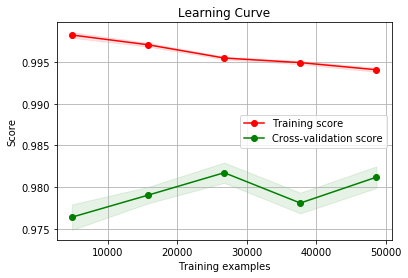 Learning Curve
Score
0.995
0.990
0.985
0.980
0.975
Training score
Cross-validation score
10000 20000 30000 40000 50000
Training examples